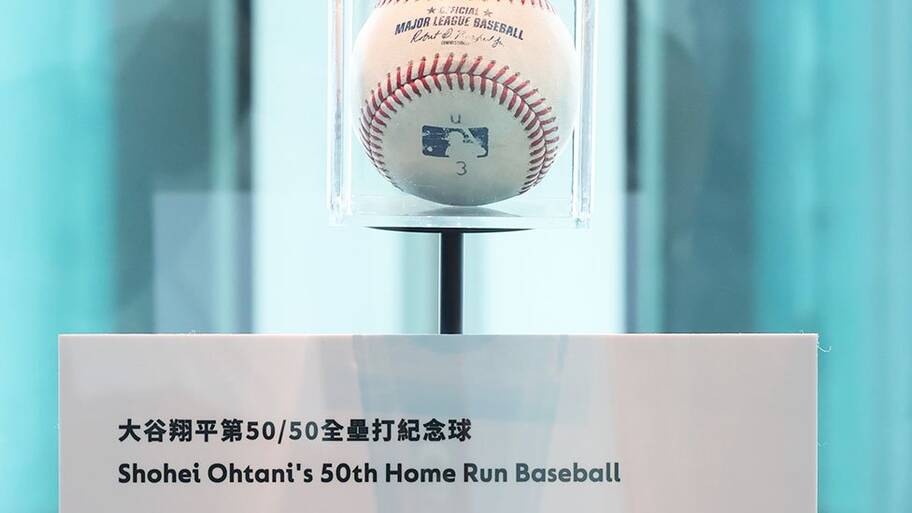 OFFICIAL
MAJOR LEAGUE BASEBALL
U
3
大谷翔平第50/50全壘打紀念球
Shohei Ohtani's 50th Home Run Baseball